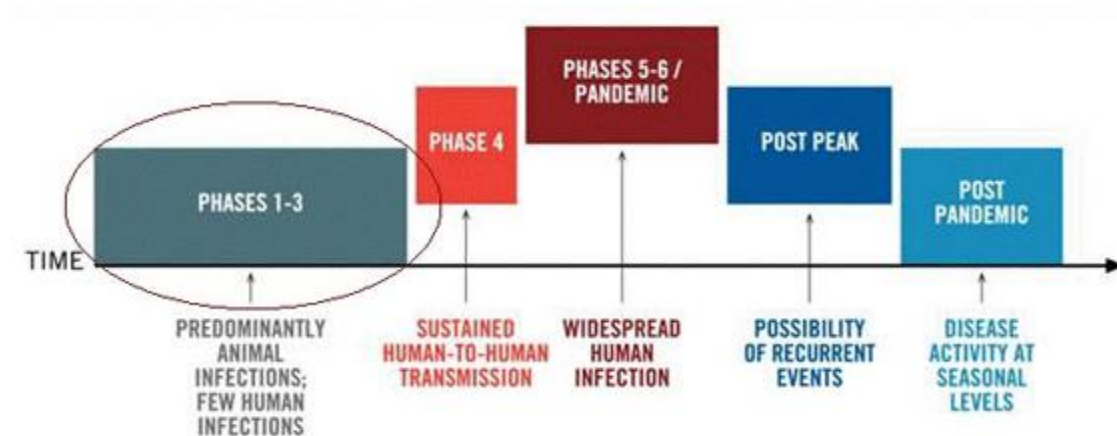 PHASES 5-6 /
PANDEMIC
PHASE 4
POST PEAK
PHASES 1-3
POST
PANDEMIC
TIME
PREDOMINANTLY
ANIMAL
INFECTIONS;
FEW HUMAN
INFECTIONS
SUSTAINED
HUMAN-TO-HUMAN
TRANSMISSION
WIDESPREAD
HUMAN
INFECTION
POSSIBILITY
OF RECURRENT
EVENTS
DISEASE
ACTIVITY AT
SEASONAL
LEVELS